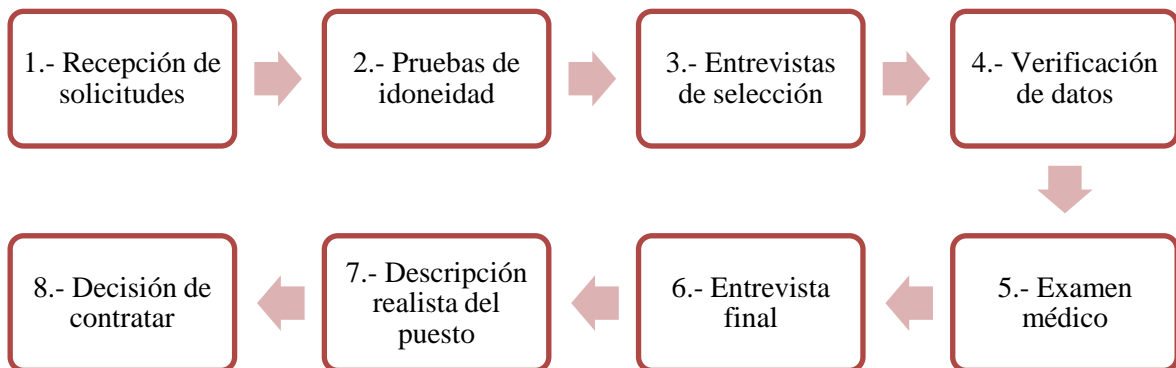 1.- Recepción de
solicitudes
2.- Pruebas de
idoneidad
3.- Entrevistas
de selección
4.- Verificación
de datos
5.- Examen
médico
6.- Entrevista
final
7.- Descripción
realista del
puesto
8.- Decisión de
contratar